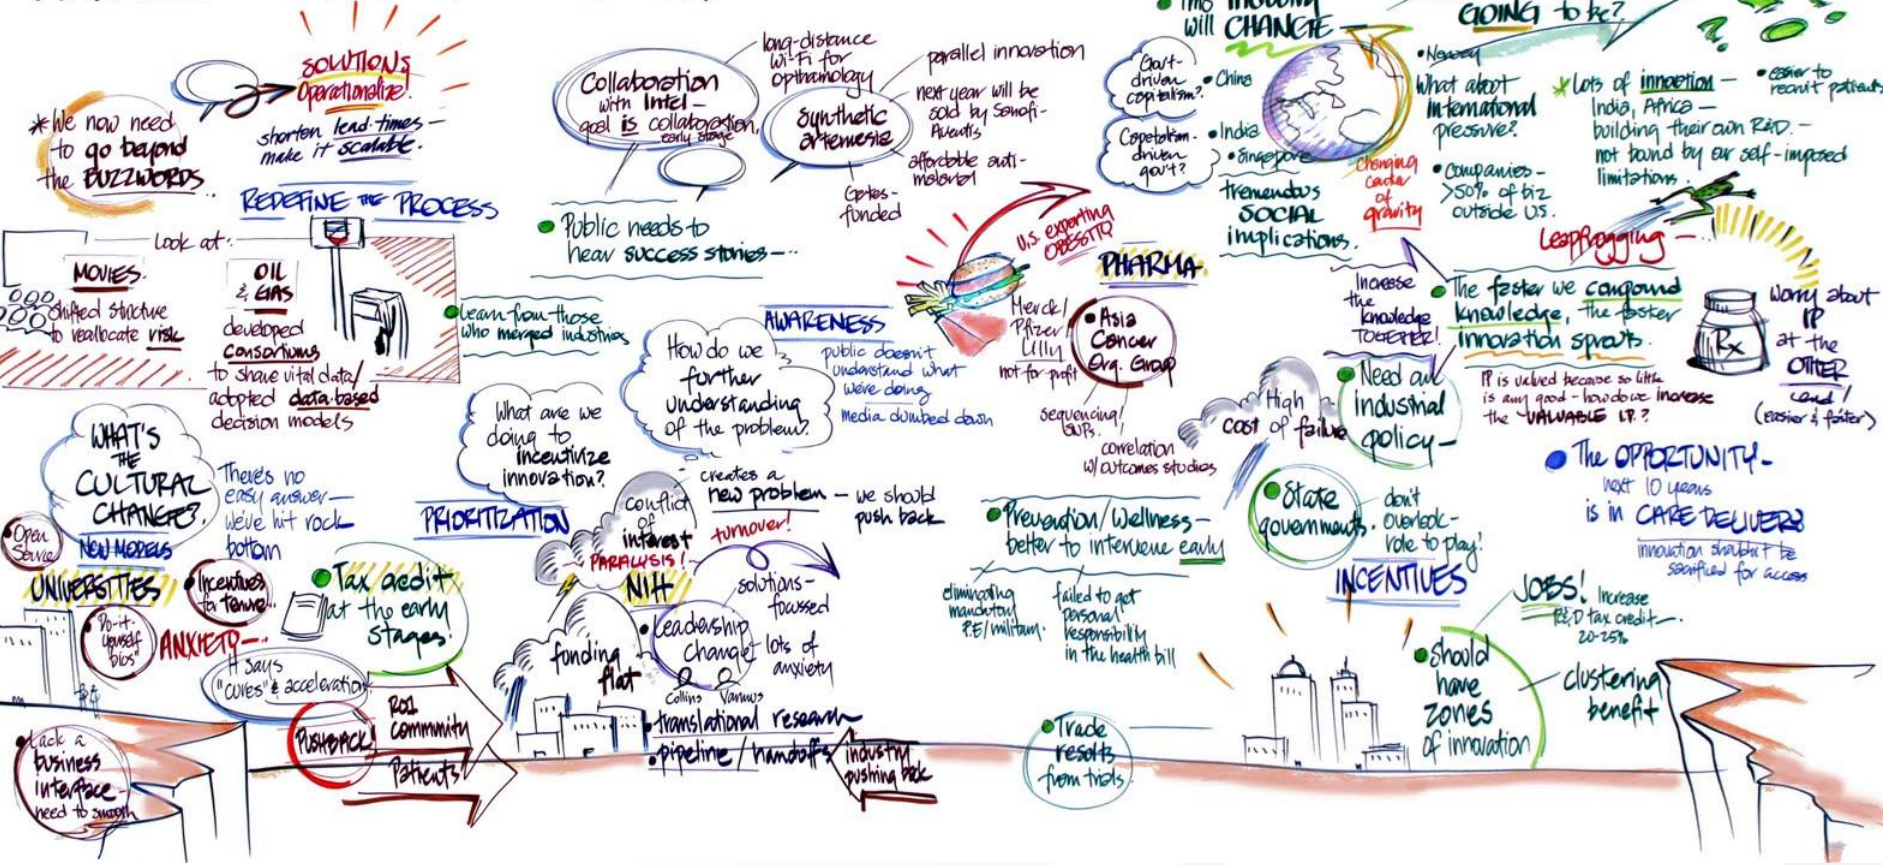 SOLUTIONS
Operationalize!
shorten lead-times -
make it scalable.
*We now need
to go beyond
the BUZZWORDS...
REDEFINE THE PROCESS
Look at:
MOVIES.
Shifted structure
to reallocate risk
OIL
& GAS
developed
consortiums
to share vital data/
adopted data-based
decision models
Learn from those
who merged industries
Collaboration
with Intel -
goal is collaboration,
early stage
long-distance
Wi-Fi for
opthamology
Synthetic
artemesia
parallel innovation
next year will be
sold by Sanofi-
Aventis
affordable anti-
malarial
Gates-
funded
Public needs to
hear success stories -...
AWARENESS
public doesn't
understand what
we're doing
media dumbed down
How do we
further
understanding
of the problem?
What are we
doing to
incentivize
innovation?
PRIORITIZATION
WHAT'S
THE
CULTURAL
CHANGE?
There's no
easy answer -
we've hit rock
bottom
Open
Source
NEW MODELS
UNIVERSITIES
Incentives
for tenure...
Do-it-
yourself
bios"
ANXIETY -...
Tax credit
at the early
stages!
It says
"cures" & acceleration
PUSHBACK!
R01
community
Patients
Lack a
business
interface -
need to smooth
conflict
of
interest
PARALYSIS!
creates a
new problem - we should
push back
turnover!
NIH
solutions-
focussed
Leadership
change
lots of
anxiety
Collins
Varmus
funding
flat
translational research
pipeline / handoffs
industry
pushing back
will CHANGE
GOING to be?
Gov't-
driven
capitalism?
Capitalism-
driven
gov't?
China
India
Singapore
tremendous
SOCIAL
implications.
changing
center
of
gravity
Norway
What about
international
pressure?
companies -
>50% of biz
outside U.S.
*Lots of innovation -
India, Africa -
building their own R&D. -
not bound by our self-imposed
limitations.
easier to
recruit patients
Leapfrogging -...
U.S. exporting
OBESITY
PHARMA
Merck/
Pfizer/
Lilly
not for profit
Asia
Cancer
Org. Group
sequencing/
SNPs.
correlation
w/outcomes studies
Increase
the
knowledge
TOGETHER!
The faster we compound
knowledge, the faster
innovation sprouts.
Rx
Worry about
IP
at the
OTHER
end!
(easier & faster)
IP is valued because so little
is any good - how do we increase
the VALUABLE I.P.?
High
cost of failure
Need an
industrial
policy -
State
governments.
don't
overlook -
role to play!
The OPPORTUNITY -
next 10 years
is in CARE DELIVERY
innovation shouldn't be
sacrificed for access
Prevention/Wellness -
better to intervene early
eliminating
mandatory
P.E/military.
failed to get
personal
responsibility
in the health bill
INCENTIVES
JOBS!
Increase
R&D tax credit -.
20-25%
Should
have
zones
of innovation
clustering
benefit
Trade
results
from trials